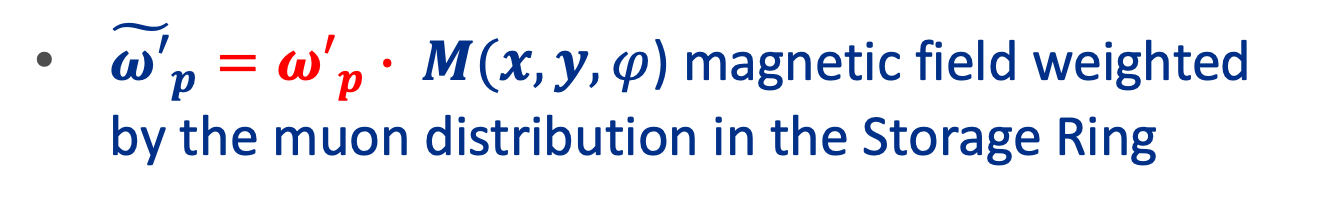 • ω̃'ₚ = ω'ₚ · M(x, y, φ) magnetic field weighted
by the muon distribution in the Storage Ring